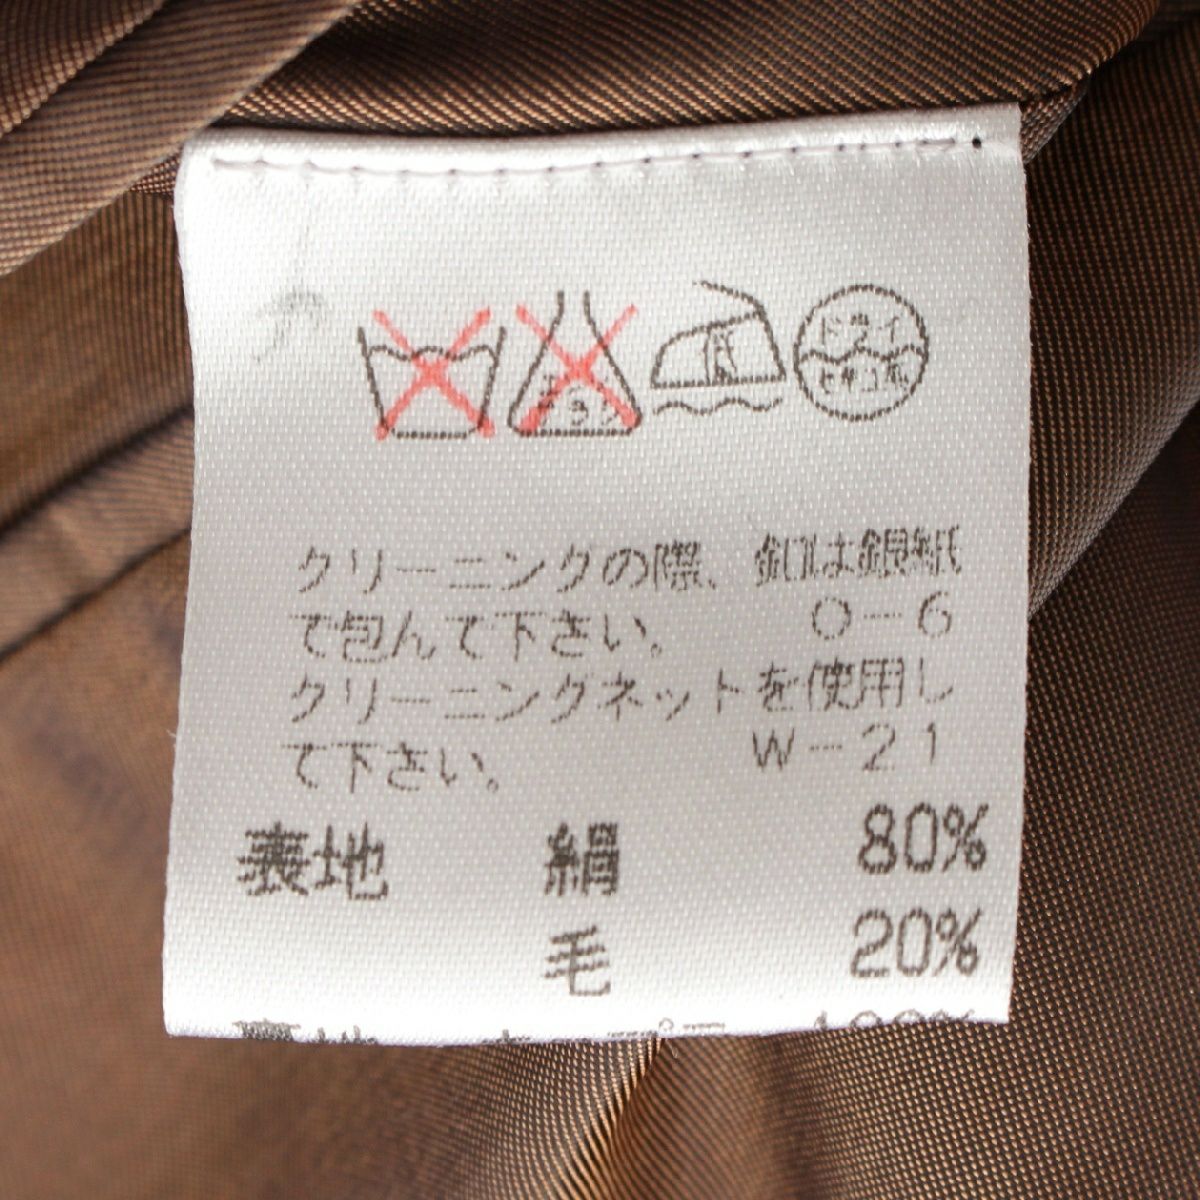 低
ドライ
セキユ系
クリーニングの際、釦は銀紙
で包んで下さい。 O-6
クリーニングネットを使用し
て下さい。 W-21
表地 絹 80%
毛 20%